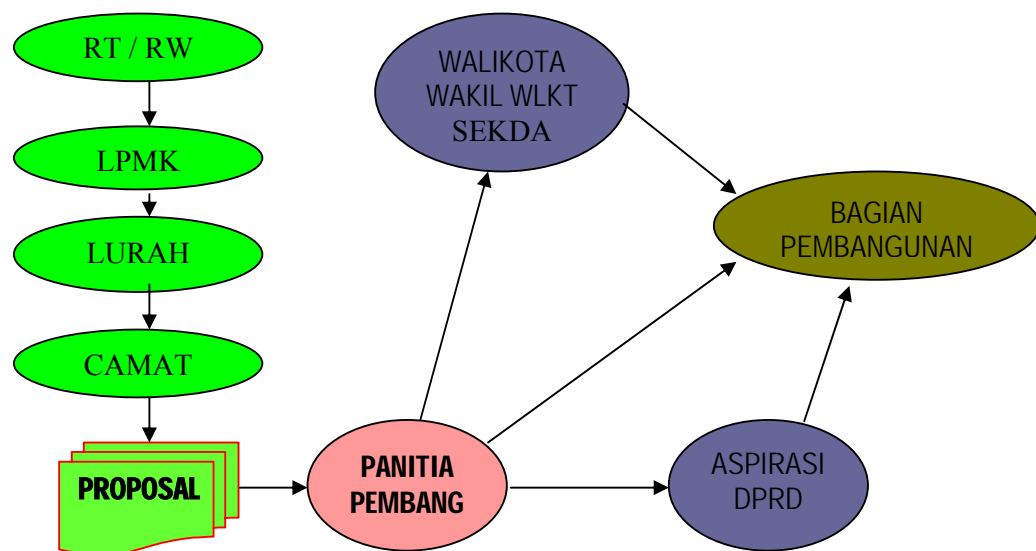 RT / RW
LPMK
LURAH
CAMAT
PROPOSAL
PANITIA
PEMBANG
WALIKOTA
WAKIL WLKT
SEKDA
ASPIRASI
DPRD
BAGIAN
PEMBANGUNAN